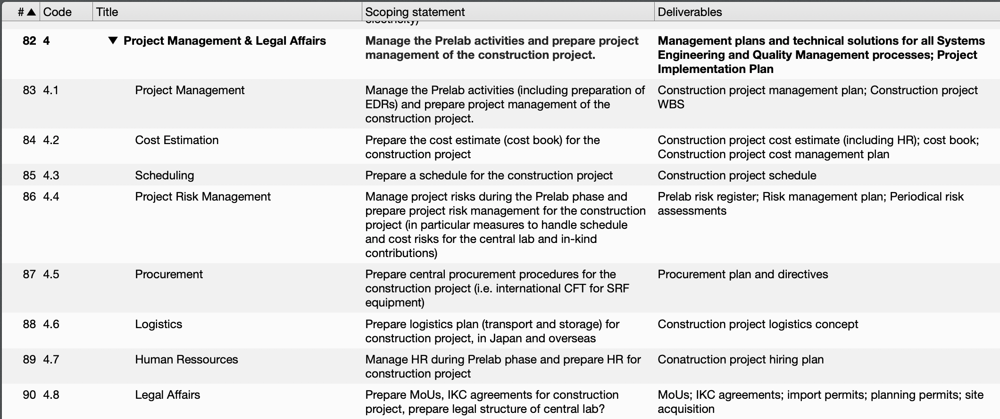 # ▲ Code Title Scoping statement Deliverables
electricity)
82 4 ▼ Project Management & Legal Affairs Manage the Prelab activities and prepare project Management plans and technical solutions for all Systems
management of the construction project. Engineering and Quality Management processes; Project
Implementation Plan
83 4.1 Project Management Manage the Prelab activities (including preparation of Construction project management plan; Construction project
EDRs) and prepare project management of the WBS
construction project.
84 4.2 Cost Estimation Prepare the cost estimate (cost book) for the Construction project cost estimate (including HR); cost book;
construction project Construction project cost management plan
85 4.3 Scheduling Prepare a schedule for the construction project Construction project schedule
86 4.4 Project Risk Management Manage project risks during the Prelab phase and Prelab risk register; Risk management plan; Periodical risk
prepare project risk management for the construction assessments
project (in particular measures to handle schedule
and cost risks for the central lab and in-kind
contributions)
87 4.5 Procurement Prepare central procurement procedures for the Procurement plan and directives
construction project (i.e. international CFT for SRF
equipment)
88 4.6 Logistics Prepare logistics plan (transport and storage) for Construction project logistics concept
construction project, in Japan and overseas
89 4.7 Human Ressources Manage HR during Prelab phase and prepare HR for Conatruction project hiring plan
construction project
90 4.8 Legal Affairs Prepare MoUs, IKC agreements for construction MoUs; IKC agreements; import permits; planning permits; site
project, prepare legal structure of central lab? acquisition